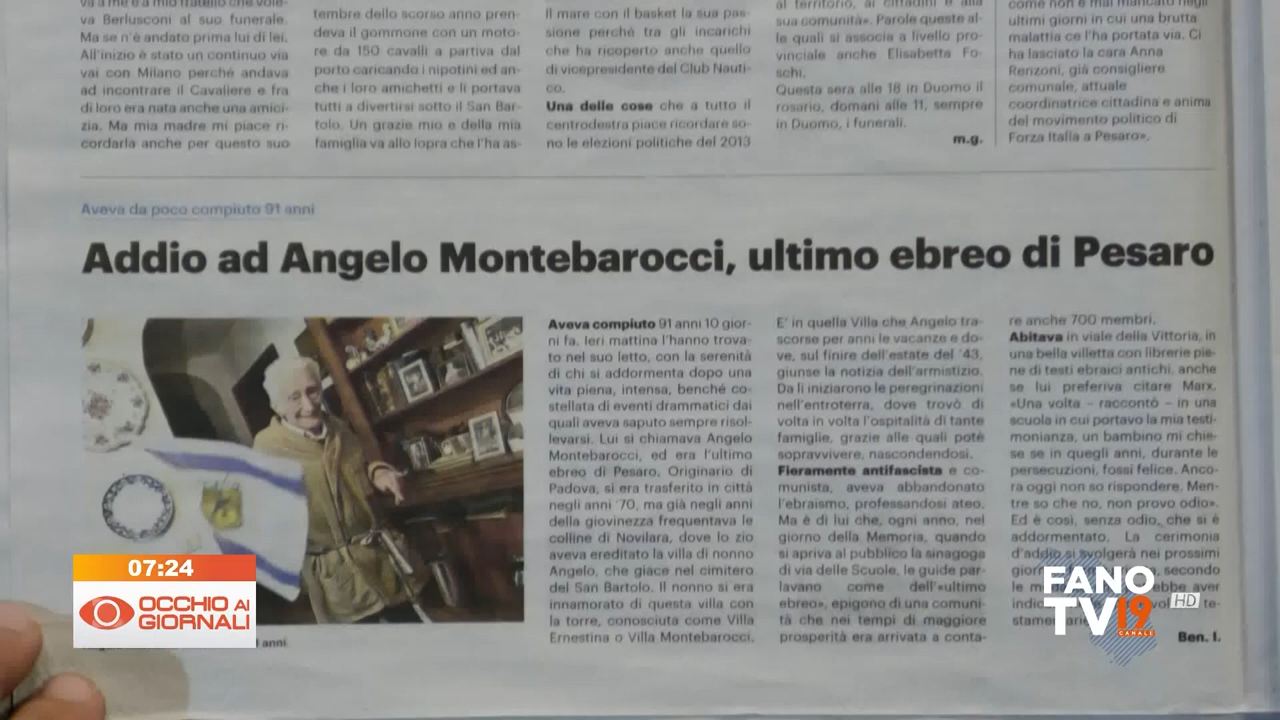 va a me e a mio fratello che vole-
va Berlusconi al suo funerale.
Ma se n'è andato prima lui di lei.
All'inizio è stato un continuo via
vai con Milano perché andava
ad incontrare il Cavaliere e fra
di loro era nata anche una amici-
zia. Ma mia madre mi piace ri-
cordarla anche per questo suo
tembre dello scorso anno pren-
deva il gommone con un moto-
re da 150 cavalli a partiva dal
porto caricando i nipotini ed an-
che i loro amichetti e li portava
tutti a divertirsi sotto il San Bar-
tolo. Un grazie mio e della mia
famiglia va allo Iopra che l'ha as-
Il mare con il basket la sua pas-
sione perchè tra gli incarichi
che ha ricoperto anche quello
di vicepresidente del Club Nauti-
co.
Una delle cose che a tutto il
centrodestra piace ricordare so-
no le elezioni politiche del 2013
al territorio, ai cittadini e alla
sua comunità». Parole queste al-
le quali si associa a livello pro-
vinciale anche Elisabetta Fo-
schi.
Questa sera alle 18 in Duomo il
rosario, domani alle 11, sempre
in Duomo, i funerali.
m.g.
come non è mai mancato negli
ultimi giorni in cui una brutta
malattia ce l'ha portata via. Ci
ha lasciato la cara Anna
Renzoni, già consigliere
comunale, attuale
coordinatrice cittadina e anima
del movimento politico di
Forza Italia a Pesaro».
Aveva da poco compiuto 91 anni
Addio ad Angelo Montebarocci, ultimo ebreo di Pesaro
Aveva compiuto 91 anni 10 gior-
ni fa. Ieri mattina l'hanno trova-
to nel suo letto, con la serenità
di chi si addormenta dopo una
vita piena, intensa, benché co-
stellata di eventi drammatici dai
quali aveva saputo sempre risol-
levarsi. Lui si chiamava Angelo
Montebarocci, ed era l'ultimo
ebreo di Pesaro. Originario di
Padova, si era trasferito in città
negli anni '70, ma già negli anni
della giovinezza frequentava le
colline di Novilara, dove lo zio
aveva ereditato la villa di nonno
Angelo, che giace nel cimitero
del San Bartolo. Il nonno si era
innamorato di questa villa con
la torre, conosciuta come Villa
Ernestina o Villa Montebarocci.
E' in quella Villa che Angelo tra-
scorse per anni le vacanze e do-
ve, sul finire dell'estate del '43,
giunse la notizia dell'armistizio.
Da lì iniziarono le peregrinazioni
nell'entroterra, dove trovò di
volta in volta l'ospitalità di tante
famiglie, grazie alle quali poté
sopravvivere, nascondendosi.
Fieramente antifascista e co-
munista, aveva abbandonato
l'ebraismo, professandosi ateo.
Ma è di lui che, ogni anno, nel
giorno della Memoria, quando
si apriva al pubblico la sinagoga
di via delle Scuole, le guide par-
lavano come dell'«ultimo
ebreo», epigono di una comuni-
tà che nei tempi di maggiore
prosperità era arrivata a conta-
re anche 700 membri.
Abitava in viale della Vittoria, in
una bella villetta con librerie pie-
ne di testi ebraici antichi, anche
se lui preferiva citare Marx.
«Una volta – raccontò – in una
scuola in cui portavo la mia testi-
monianza, un bambino mi chie-
se se in quegli anni, durante le
persecuzioni, fossi felice. Anco-
ra oggi non so rispondere. Men-
tre so che no, non provo odio».
Ed è così, senza odio, che si è
addormentato. La cerimonia
d'addio si svolgerà nei prossimi
secondo
aver
te-
Ben. I.
anni
07:24
OCCHIO AI
GIORNALI
FANO
TV 19 HD
CANALE